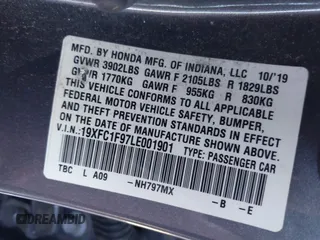 MFD. BY HONDA MFG. OF INDIANA, LLC 10/'19
GVWR 3902LBS GAWR F 2105LBS R 1829LBS
GVWR 1770KG GAWR F 955KG R 830KG
THIS VEHICLE CONFORMS TO ALL APPLICABLE
FEDERAL MOTOR VEHICLE SAFETY, BUMPER,
AND THEFT PREVENTION STANDARDS IN EFFECT
ON THE DATE OF MANUFACTURE SHOWN ABOVE.
V.I.N.:19XFC1F97LE001901 TYPE: PASSENGER CAR
TBC L A09 -NH797MX -B -E
DREAMBID